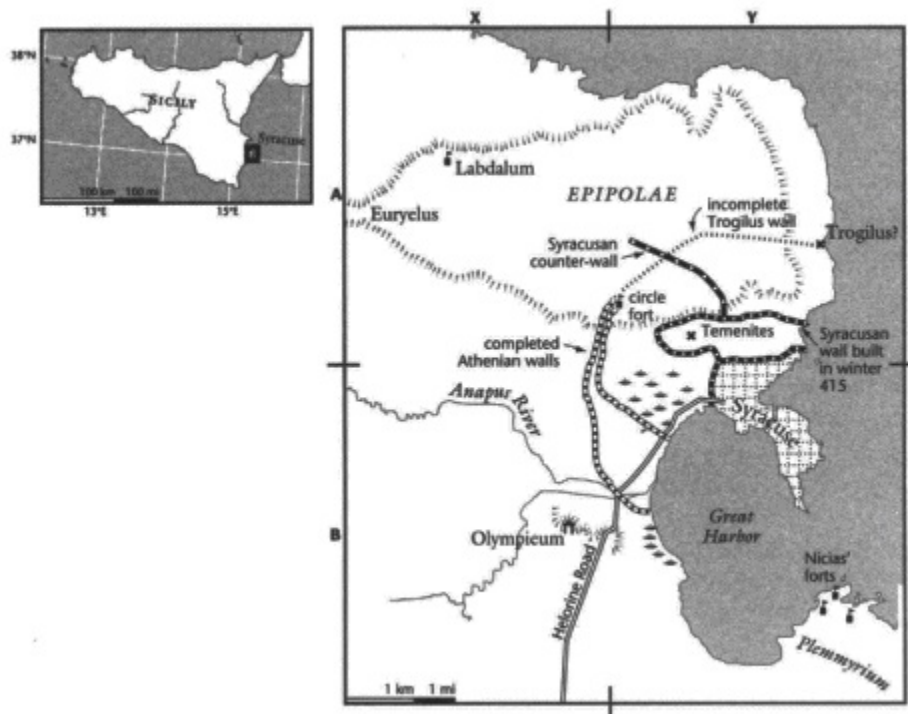 38°N
37°N
SICILY
Syracuse
100 km 100 mi
13°E 15°E
X Y
A
B
Labdalum
EPIPOLAE
Euryelus
incomplete
Trogilus wall
Trogilus?
Syracusan
counter-wall
circle
fort
Temenites
completed
Athenian walls
Syracusan
wall built
in winter
415
Anapus River
Syracuse
Great
Harbor
Olympieum
Helorine Road
Nicias'
forts
Plemmyrium
1 km 1 mi